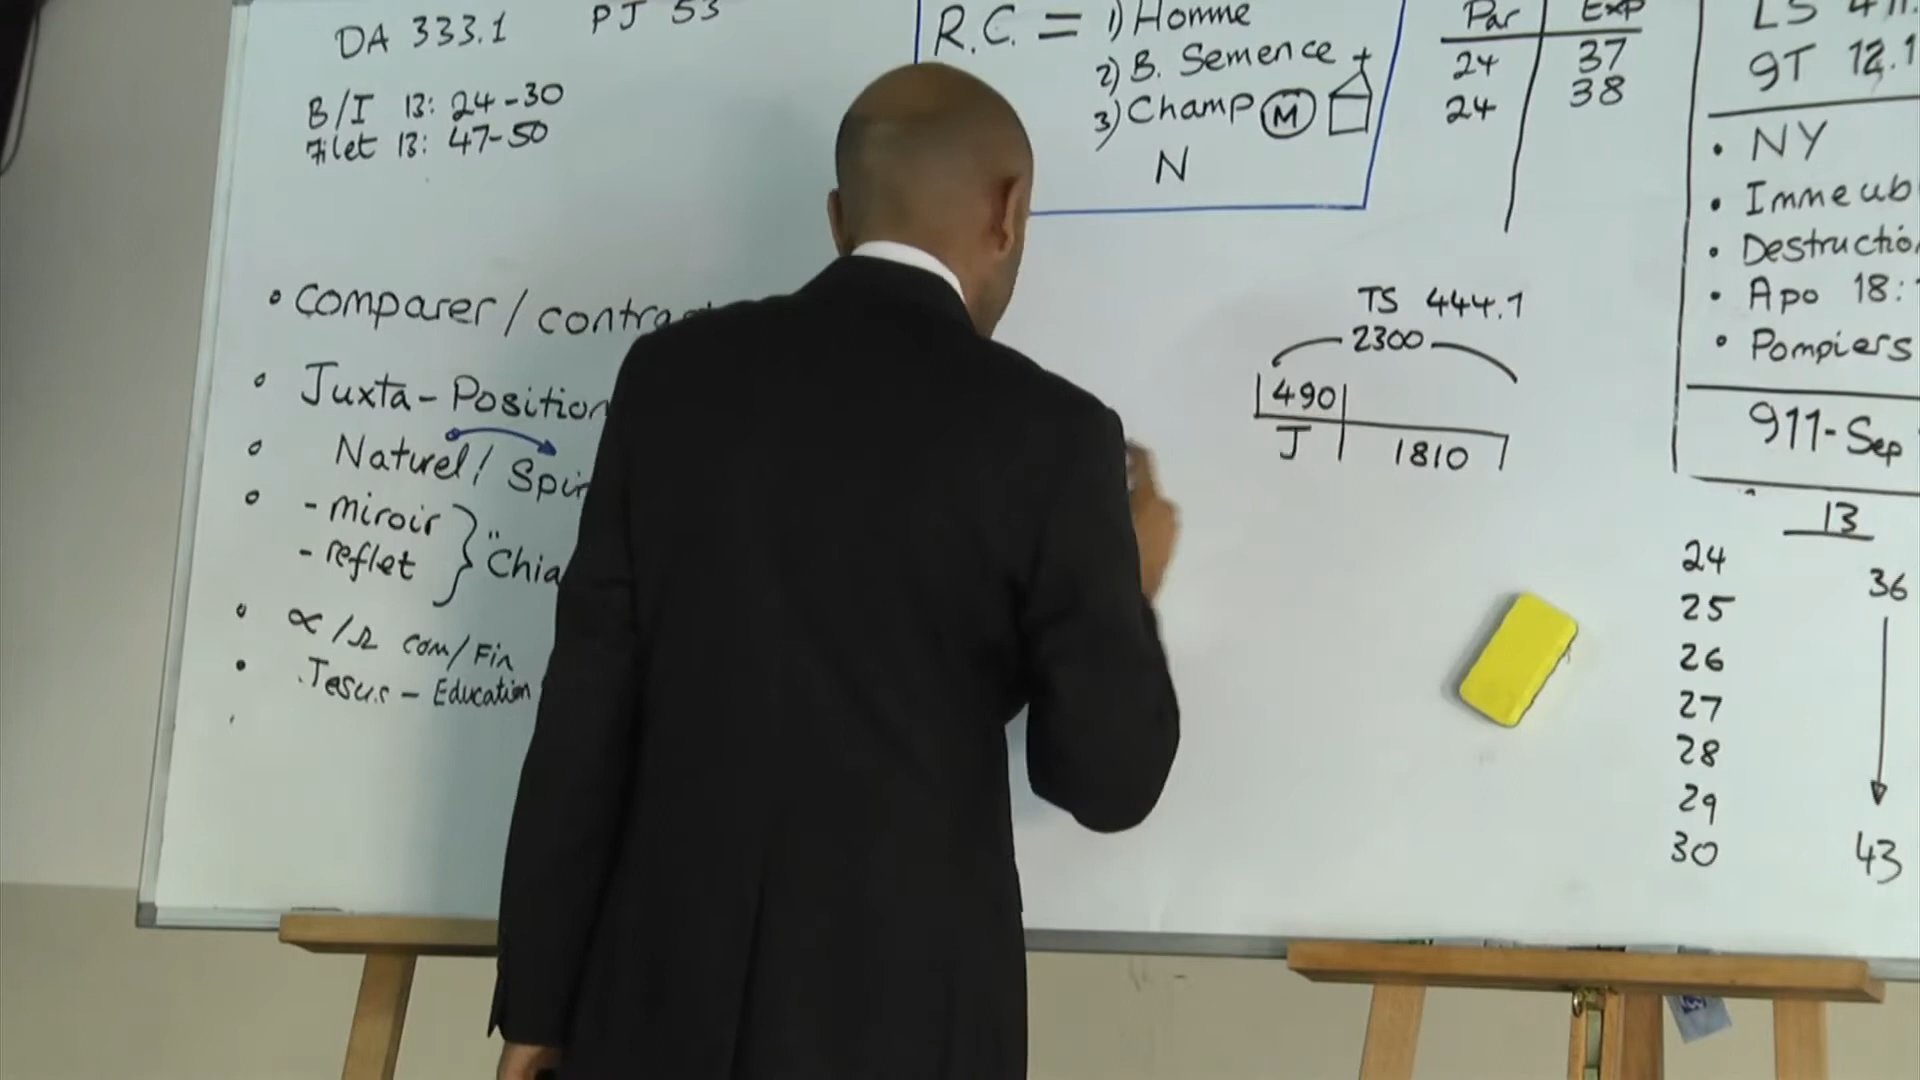 DA 333.1 PJ 53
B/I 13: 24-30
Filet 13: 47-50
• Comparer / contra
• Juxta-Position
• Naturel / Spi
• - miroir
- reflet } "Chia
• ∝/Ω Com/Fin
• Jesus - Education
R.C. = 1) Homme
2) B. Semence
3) Champ M
N
Par Exp
24 37
24 38
TS 444.1
2300
490
J 1810
9T 12.1
• NY
• Immeub
• Destruction
• Apo 18:
• Pompiers
911-Sep
13
24 36
25
26
27
28
29
30 43